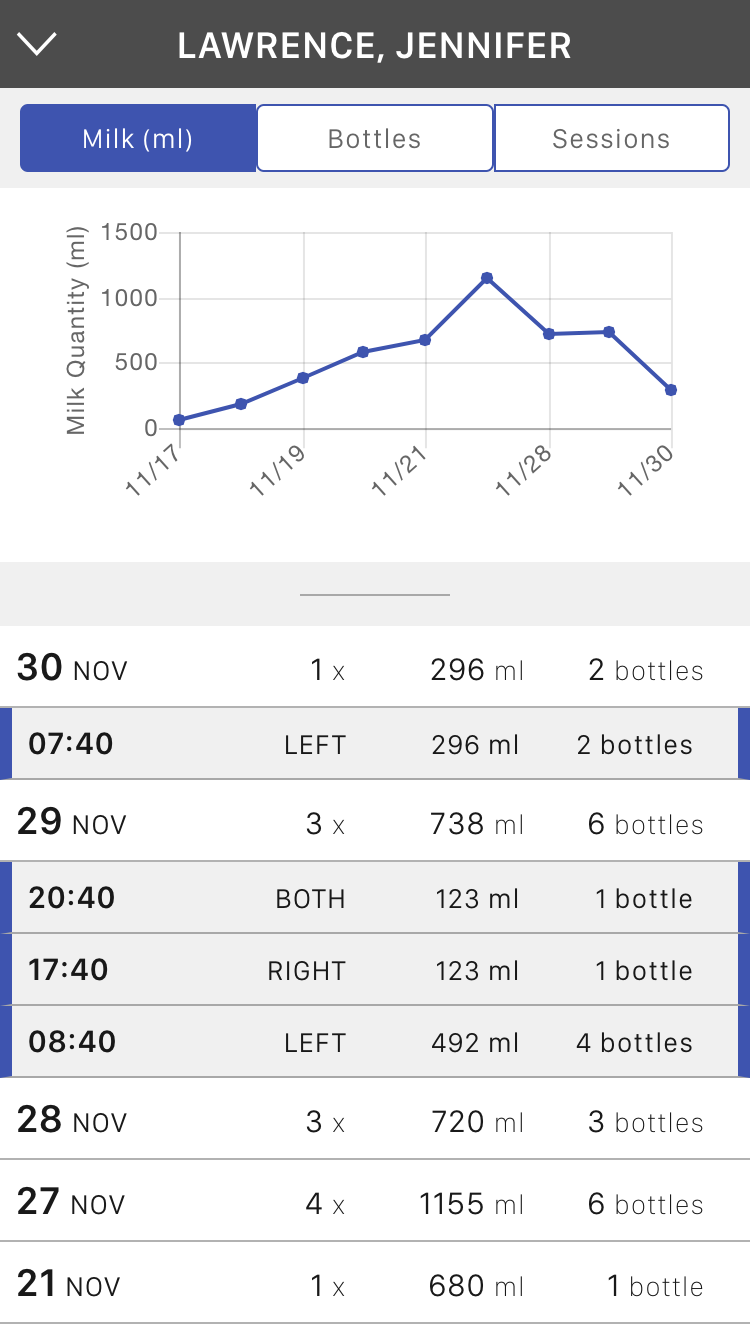 LAWRENCE, JENNIFER
Milk (ml) Bottles Sessions
Milk Quantity (ml)
1500
1000
500
0
11/17 11/19 11/21 11/28 11/30
30 NOV 1 x 296 ml 2 bottles
07:40 LEFT 296 ml 2 bottles
29 NOV 3 x 738 ml 6 bottles
20:40 BOTH 123 ml 1 bottle
17:40 RIGHT 123 ml 1 bottle
08:40 LEFT 492 ml 4 bottles
28 NOV 3 x 720 ml 3 bottles
27 NOV 4 x 1155 ml 6 bottles
21 NOV 1 x 680 ml 1 bottle